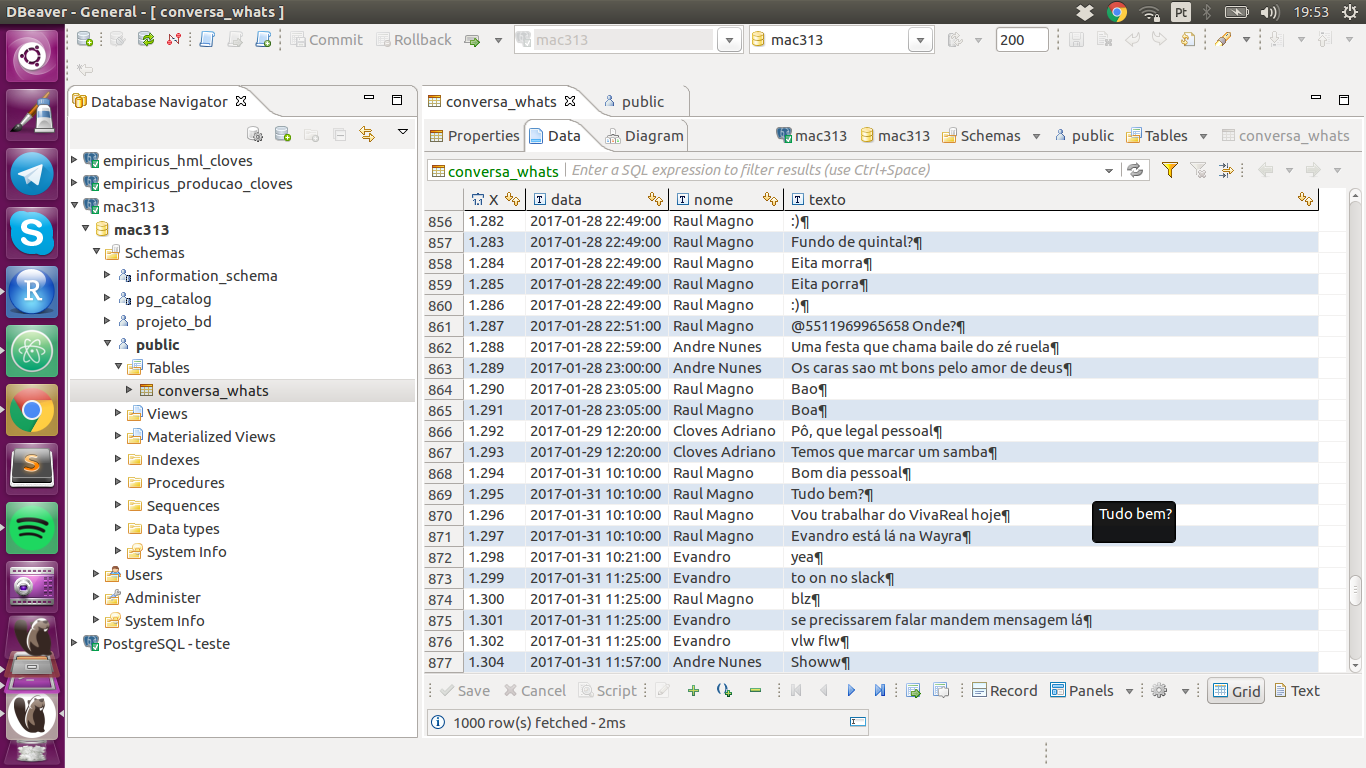 DBeaver - General - [ conversa_whats ]
Pt
19:53
Commit
Rollback
mac313
mac313
200
Database Navigator
conversa_whats
public
Properties
Data
Diagram
mac313
mac313
Schemas
public
Tables
conversa_whats
empiricus_hml_cloves
empiricus_producao_cloves
mac313
mac313
Schemas
information_schema
pg_catalog
projeto_bd
public
Tables
conversa_whats
Views
Materialized Views
Indexes
Procedures
Sequences
Data types
System Info
Users
Administer
System Info
PostgreSQL - teste
conversa_whats
Enter a SQL expression to filter results (use Ctrl+Space)
X data nome texto
856 1.282 2017-01-28 22:49:00 Raul Magno :)¶
857 1.283 2017-01-28 22:49:00 Raul Magno Fundo de quintal?¶
858 1.284 2017-01-28 22:49:00 Raul Magno Eita morra¶
859 1.285 2017-01-28 22:49:00 Raul Magno Eita porra¶
860 1.286 2017-01-28 22:49:00 Raul Magno :)¶
861 1.287 2017-01-28 22:51:00 Raul Magno @5511969965658 Onde?¶
862 1.288 2017-01-28 22:59:00 Andre Nunes Uma festa que chama baile do zé ruela¶
863 1.289 2017-01-28 23:00:00 Andre Nunes Os caras sao mt bons pelo amor de deus¶
864 1.290 2017-01-28 23:05:00 Raul Magno Bao¶
865 1.291 2017-01-28 23:05:00 Raul Magno Boa¶
866 1.292 2017-01-29 12:20:00 Cloves Adriano Pô, que legal pessoal¶
867 1.293 2017-01-29 12:20:00 Cloves Adriano Temos que marcar um samba¶
868 1.294 2017-01-31 10:10:00 Raul Magno Bom dia pessoal¶
869 1.295 2017-01-31 10:10:00 Raul Magno Tudo bem?¶
870 1.296 2017-01-31 10:10:00 Raul Magno Vou trabalhar do VivaReal hoje¶
871 1.297 2017-01-31 10:10:00 Raul Magno Evandro está lá na Wayra¶
872 1.298 2017-01-31 10:21:00 Evandro yea¶
873 1.299 2017-01-31 11:25:00 Evandro to on no slack¶
874 1.300 2017-01-31 11:25:00 Raul Magno blz¶
875 1.301 2017-01-31 11:25:00 Evandro se precissarem falar mandem mensagem lá¶
876 1.302 2017-01-31 11:25:00 Evandro vlw flw¶
877 1.304 2017-01-31 11:57:00 Andre Nunes Showw¶
Tudo bem?
Save
Cancel
Script
Record
Panels
Grid
Text
1000 row(s) fetched - 2ms